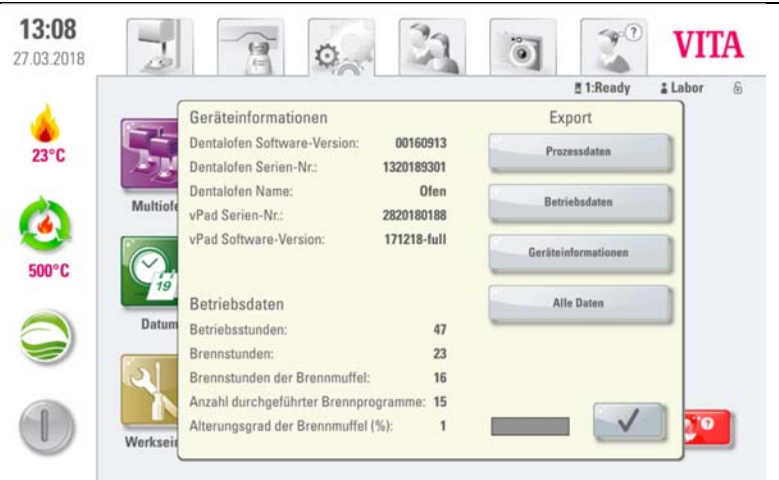 13:08
27.03.2018
VITA
?
1:Ready
Labor
23°C
500°C
Multiofe
19
Datum
Werksein
Geräteinformationen
Dentalofen Software-Version: 00160913
Dentalofen Serien-Nr.: 1320189301
Dentalofen Name: Ofen
vPad Serien-Nr.: 2820180188
vPad Software-Version: 171218-full
Betriebsdaten
Betriebsstunden: 47
Brennstunden: 23
Brennstunden der Brennmuffel: 16
Anzahl durchgeführter Brennprogramme: 15
Alterungsgrad der Brennmuffel (%): 1
Export
Prozessdaten
Betriebsdaten
Geräteinformationen
Alle Daten
?